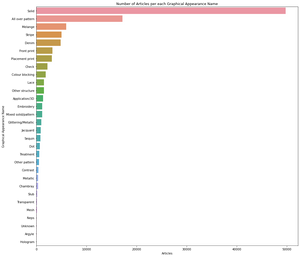 Number of Articles per each Graphical Appearance Name
Graphical Appearance Name
Solid
All over pattern
Melange
Stripe
Denim
Front print
Placement print
Check
Colour blocking
Lace
Other structure
Application/3D
Embroidery
Mixed solid/pattern
Glittering/Metallic
Jacquard
Sequin
Dot
Treatment
Other pattern
Contrast
Metallic
Chambray
Slub
Transparent
Mesh
Neps
Unknown
Argyle
Hologram
0 10000 20000 30000 40000 50000
Articles